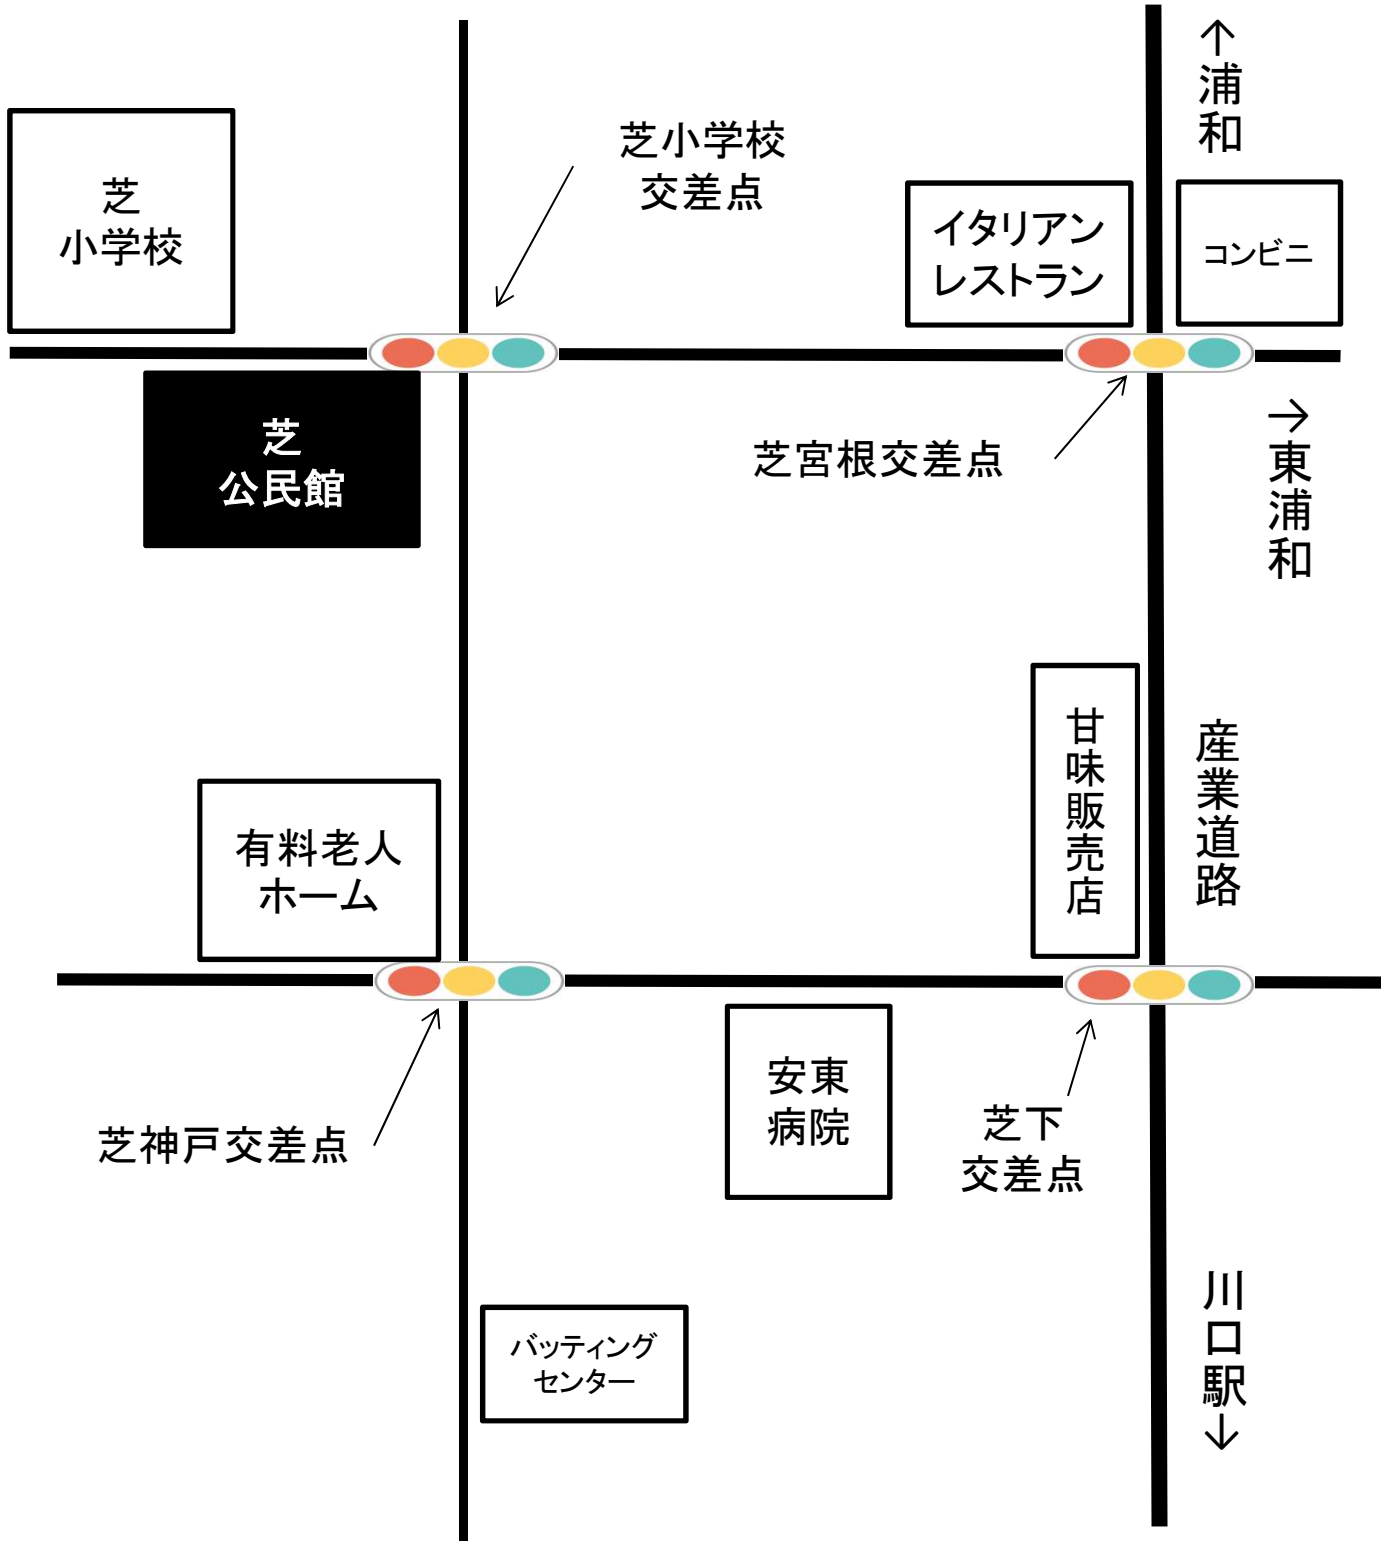 ↑浦和
芝
小学校
芝小学校
交差点
イタリアン
レストラン
コンビニ
芝
公民館
芝宮根交差点
→東浦和
甘味販売店
産業道路
有料老人
ホーム
安東
病院
芝下
交差点
芝神戸交差点
バッティング
センター
川口駅↓